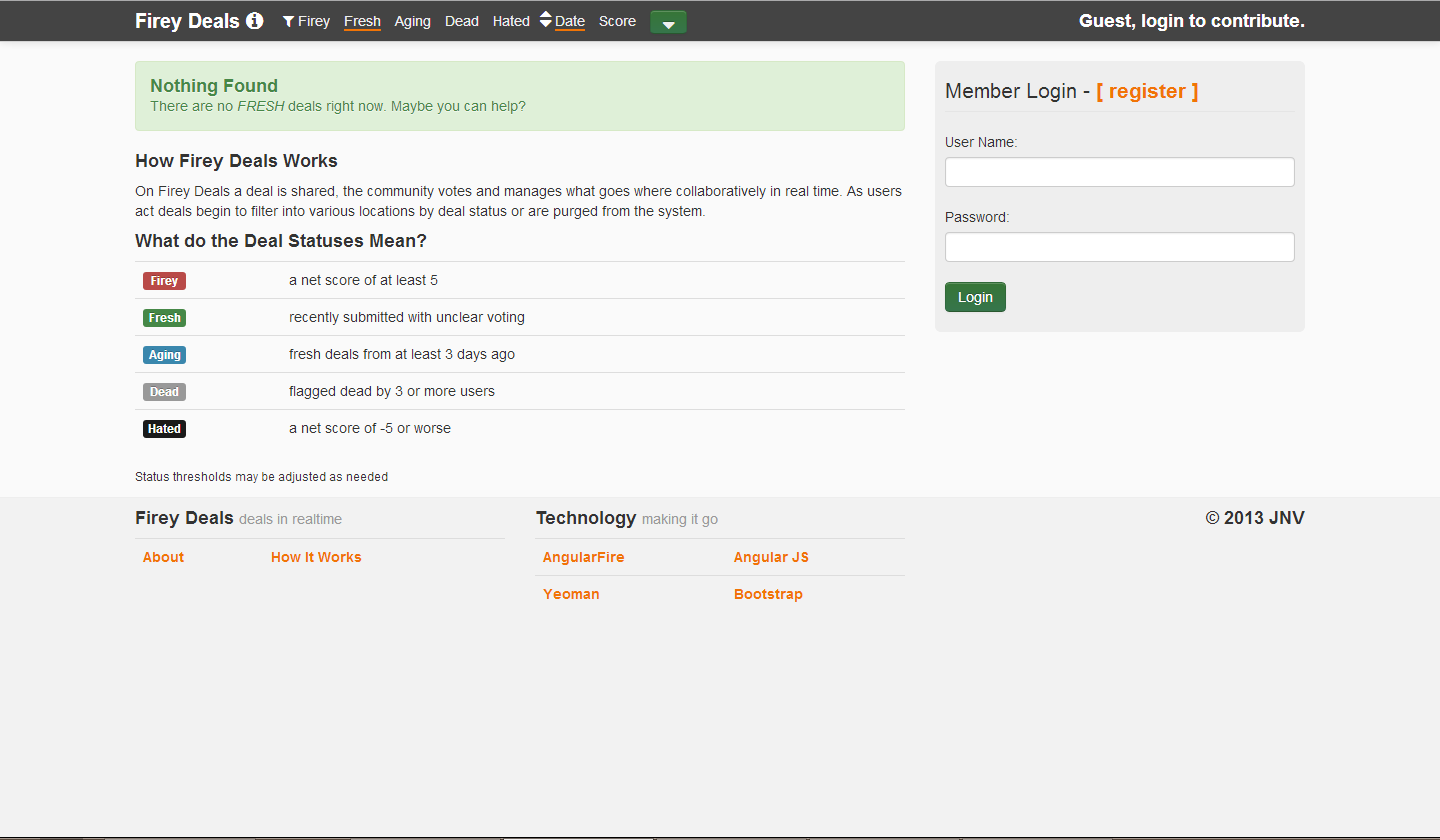 Firey Deals Firey Fresh Aging Dead Hated Date Score Guest, login to contribute.
Nothing Found
There are no FRESH deals right now. Maybe you can help?
How Firey Deals Works
On Firey Deals a deal is shared, the community votes and manages what goes where collaboratively in real time. As users
act deals begin to filter into various locations by deal status or are purged from the system.
What do the Deal Statuses Mean?
Firey a net score of at least 5
Fresh recently submitted with unclear voting
Aging fresh deals from at least 3 days ago
Dead flagged dead by 3 or more users
Hated a net score of -5 or worse
Status thresholds may be adjusted as needed
Member Login - [ register ]
User Name:
Password:
Login
Firey Deals deals in realtime
About How It Works
Technology making it go
AngularFire Angular JS
Yeoman Bootstrap
© 2013 JNV